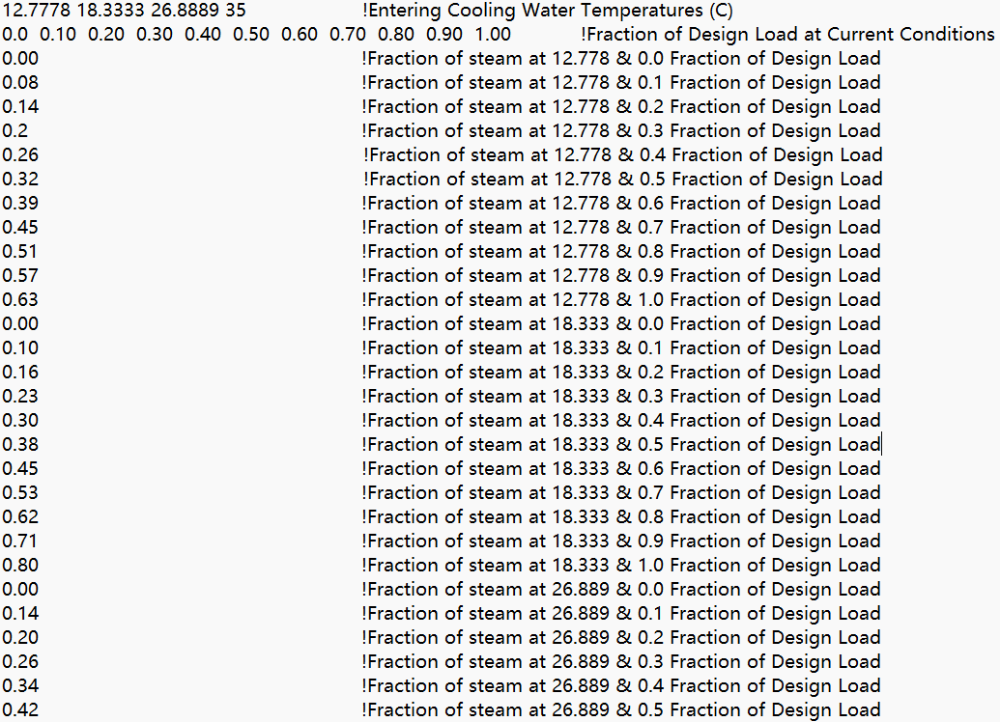 12.7778 18.3333 26.8889 35 !Entering Cooling Water Temperatures (C)
0.0 0.10 0.20 0.30 0.40 0.50 0.60 0.70 0.80 0.90 1.00 !Fraction of Design Load at Current Conditions
0.00 !Fraction of steam at 12.778 & 0.0 Fraction of Design Load
0.08 !Fraction of steam at 12.778 & 0.1 Fraction of Design Load
0.14 !Fraction of steam at 12.778 & 0.2 Fraction of Design Load
0.2 !Fraction of steam at 12.778 & 0.3 Fraction of Design Load
0.26 !Fraction of steam at 12.778 & 0.4 Fraction of Design Load
0.32 !Fraction of steam at 12.778 & 0.5 Fraction of Design Load
0.39 !Fraction of steam at 12.778 & 0.6 Fraction of Design Load
0.45 !Fraction of steam at 12.778 & 0.7 Fraction of Design Load
0.51 !Fraction of steam at 12.778 & 0.8 Fraction of Design Load
0.57 !Fraction of steam at 12.778 & 0.9 Fraction of Design Load
0.63 !Fraction of steam at 12.778 & 1.0 Fraction of Design Load
0.00 !Fraction of steam at 18.333 & 0.0 Fraction of Design Load
0.10 !Fraction of steam at 18.333 & 0.1 Fraction of Design Load
0.16 !Fraction of steam at 18.333 & 0.2 Fraction of Design Load
0.23 !Fraction of steam at 18.333 & 0.3 Fraction of Design Load
0.30 !Fraction of steam at 18.333 & 0.4 Fraction of Design Load
0.38 !Fraction of steam at 18.333 & 0.5 Fraction of Design Load
0.45 !Fraction of steam at 18.333 & 0.6 Fraction of Design Load
0.53 !Fraction of steam at 18.333 & 0.7 Fraction of Design Load
0.62 !Fraction of steam at 18.333 & 0.8 Fraction of Design Load
0.71 !Fraction of steam at 18.333 & 0.9 Fraction of Design Load
0.80 !Fraction of steam at 18.333 & 1.0 Fraction of Design Load
0.00 !Fraction of steam at 26.889 & 0.0 Fraction of Design Load
0.14 !Fraction of steam at 26.889 & 0.1 Fraction of Design Load
0.20 !Fraction of steam at 26.889 & 0.2 Fraction of Design Load
0.26 !Fraction of steam at 26.889 & 0.3 Fraction of Design Load
0.34 !Fraction of steam at 26.889 & 0.4 Fraction of Design Load
0.42 !Fraction of steam at 26.889 & 0.5 Fraction of Design Load